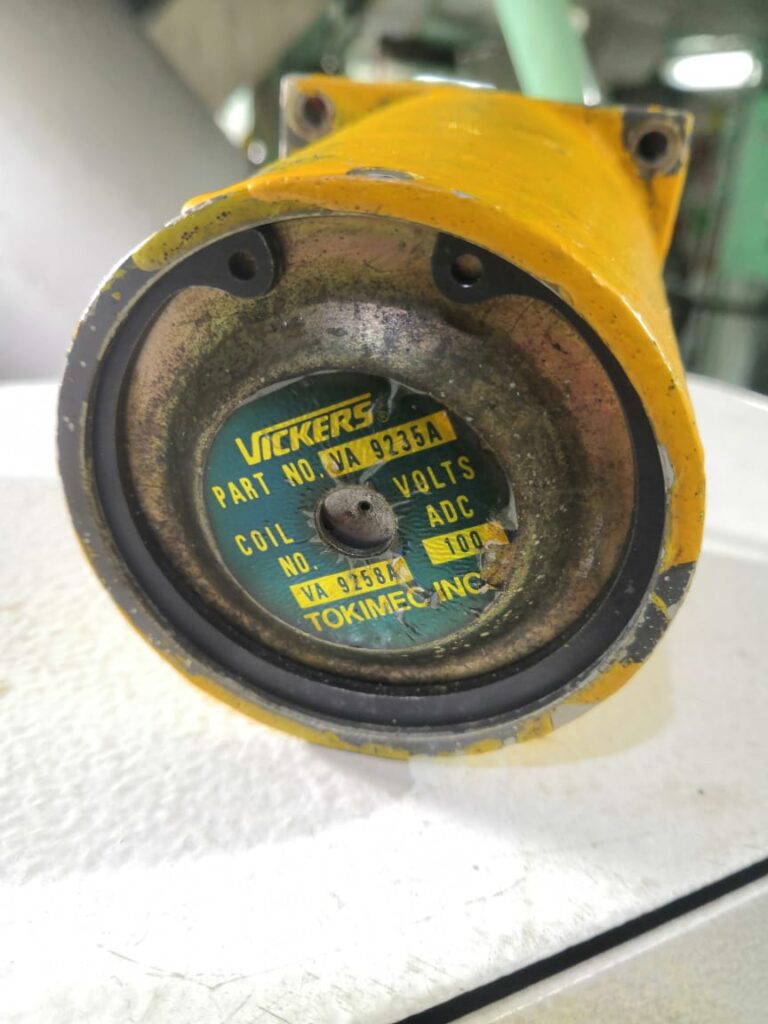 VICKERS®
PART NO. VA 9235A
VOLTS
ADC
100
COIL
NO.
VA 9258A
TOKIMEC INC